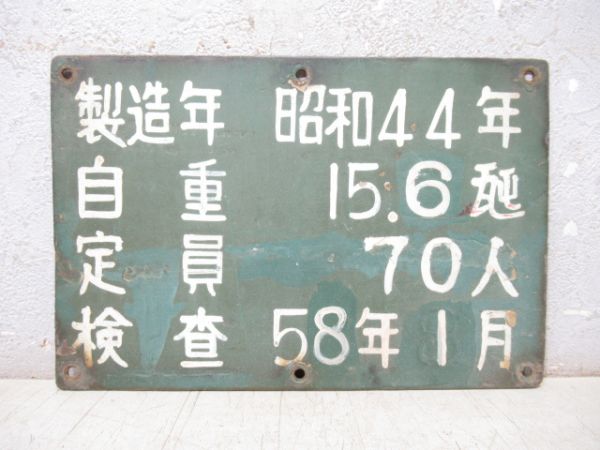 製造年 昭和44年
自重 15.6瓲
定員 70人
検査 58年1月